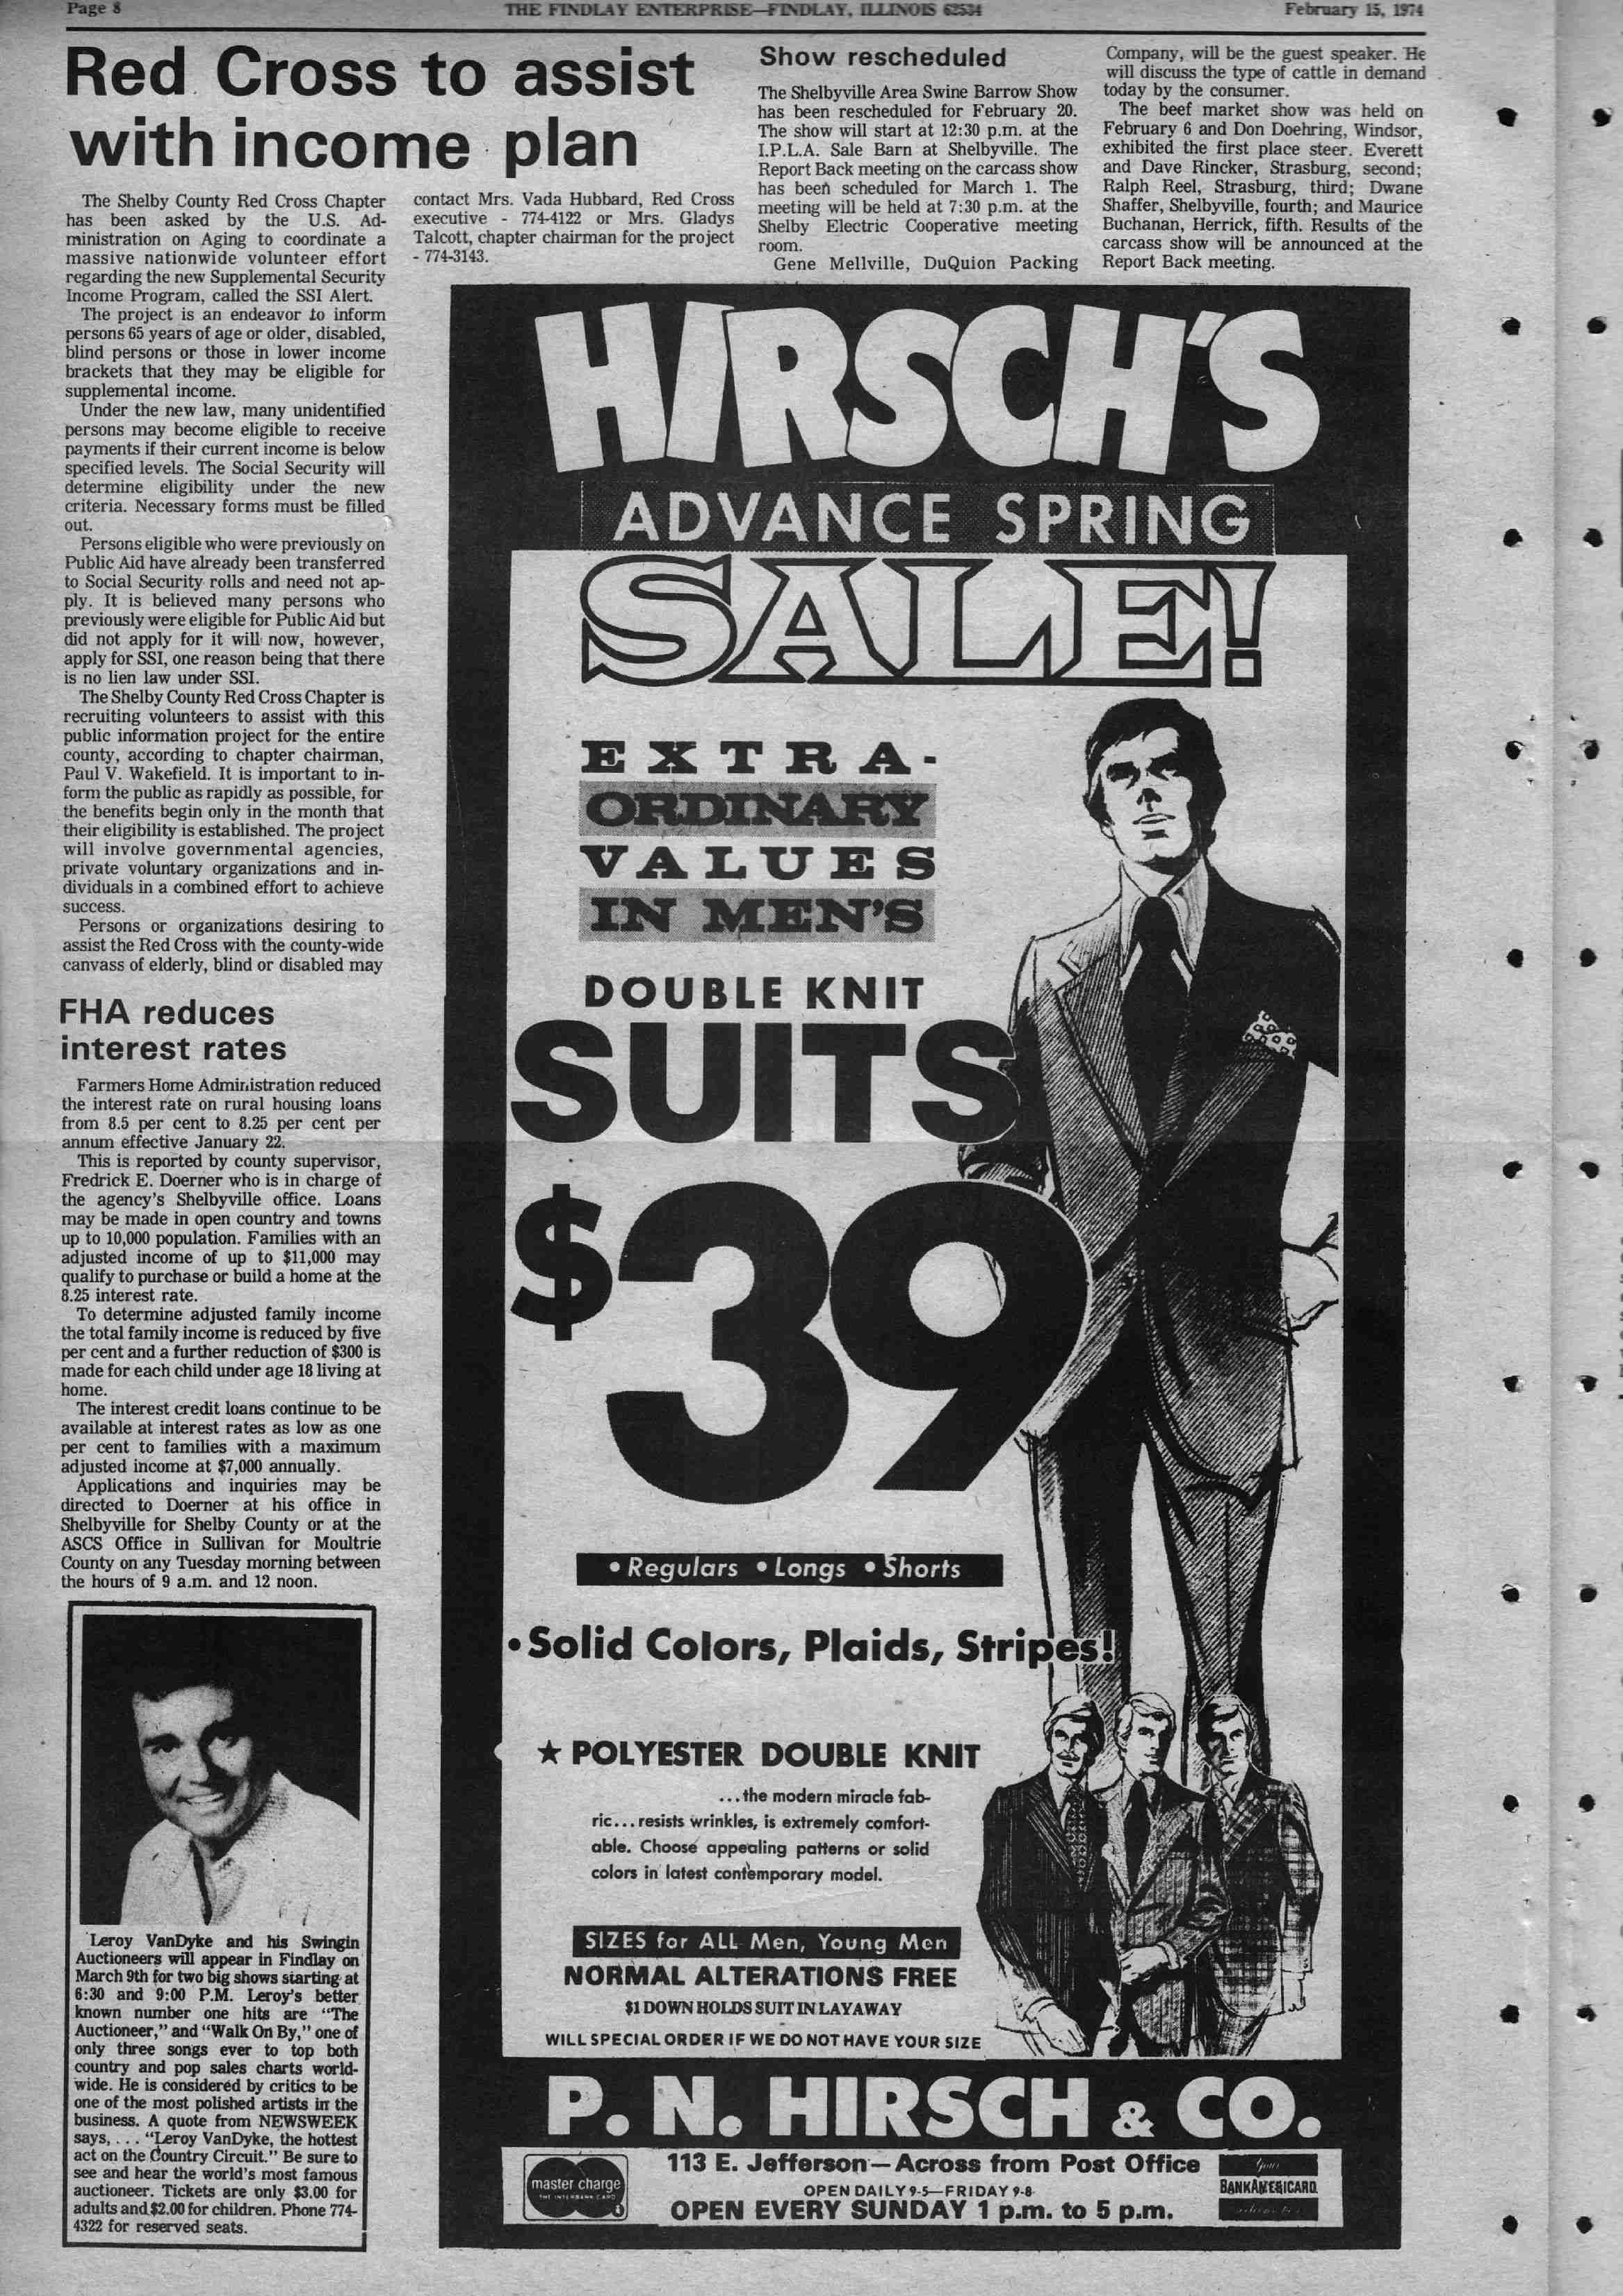 Page 8
THE FINDLAY ENTERPRISE—FINDLAY, ILLINOIS 62534
February 15, 1974
Red Cross to assist
with income plan
The Shelby County Red Cross Chapter
has been asked by the U.S. Ad-
ministration on Aging to coordinate a
massive nationwide volunteer effort
regarding the new Supplemental Security
Income Program, called the SSI Alert.
The project is an endeavor to inform
persons 65 years of age or older, disabled,
blind persons or those in lower income
brackets that they may be eligible for
supplemental income.
Under the new law, many unidentified
persons may become eligible to receive
payments if their current income is below
specified levels. The Social Security will
determine eligibility under the new
criteria. Necessary forms must be filled
out.
Persons eligible who were previously on
Public Aid have already been transferred
to Social Security rolls and need not ap-
ply. It is believed many persons who
previously were eligible for Public Aid but
did not apply for it will now, however,
apply for SSI, one reason being that there
is no lien law under SSI.
The Shelby County Red Cross Chapter is
recruiting volunteers to assist with this
public information project for the entire
county, according to chapter chairman,
Paul V. Wakefield. It is important to in-
form the public as rapidly as possible, for
the benefits begin only in the month that
their eligibility is established. The project
will involve governmental agencies,
private voluntary organizations and in-
dividuals in a combined effort to achieve
success.
Persons or organizations desiring to
assist the Red Cross with the county-wide
canvass of elderly, blind or disabled may
contact Mrs. Vada Hubbard, Red Cross
executive - 774-4122 or Mrs. Gladys
Talcott, chapter chairman for the project
- 774-3143.
Show rescheduled
The Shelbyville Area Swine Barrow Show
has been rescheduled for February 20.
The show will start at 12:30 p.m. at the
I.P.L.A. Sale Barn at Shelbyville. The
Report Back meeting on the carcass show
has been scheduled for March 1. The
meeting will be held at 7:30 p.m. at the
Shelby Electric Cooperative meeting
room.
Gene Mellville, DuQuion Packing
Company, will be the guest speaker. He
will discuss the type of cattle in demand
today by the consumer.
The beef market show was held on
February 6 and Don Doehring, Windsor,
exhibited the first place steer. Everett
and Dave Rincker, Strasburg, second;
Ralph Reel, Strasburg, third; Dwane
Shaffer, Shelbyville, fourth; and Maurice
Buchanan, Herrick, fifth. Results of the
carcass show will be announced at the
Report Back meeting.
FHA reduces
interest rates
Farmers Home Administration reduced
the interest rate on rural housing loans
from 8.5 per cent to 8.25 per cent per
annum effective January 22.
This is reported by county supervisor,
Fredrick E. Doerner who is in charge of
the agency's Shelbyville office. Loans
may be made in open country and towns
up to 10,000 population. Families with an
adjusted income of up to $11,000 may
qualify to purchase or build a home at the
8.25 interest rate.
To determine adjusted family income
the total family income is reduced by five
per cent and a further reduction of $300 is
made for each child under age 18 living at
home.
The interest credit loans continue to be
available at interest rates as low as one
per cent to families with a maximum
adjusted income at $7,000 annually.
Applications and inquiries may be
directed to Doerner at his office in
Shelbyville for Shelby County or at the
ASCS Office in Sullivan for Moultrie
County on any Tuesday morning between
the hours of 9 a.m. and 12 noon.
Leroy VanDyke and his Swingin
Auctioneers will appear in Findlay on
March 9th for two big shows starting at
6:30 and 9:00 P.M. Leroy's better
known number one hits are "The
Auctioneer," and "Walk On By," one of
only three songs ever to top both
country and pop sales charts world-
wide. He is considered by critics to be
one of the most polished artists in the
business. A quote from NEWSWEEK
says, . . . "Leroy VanDyke, the hottest
act on the Country Circuit." Be sure to
see and hear the world's most famous
auctioneer. Tickets are only $3.00 for
adults and $2.00 for children. Phone 774-
4322 for reserved seats.
HIRSCH'S
ADVANCE SPRING
SALE!
EXTRA-
ORDINARY
VALUES
IN MEN'S
DOUBLE KNIT
SUITS
$39
• Regulars • Longs • Shorts
• Solid Colors, Plaids, Stripes!
★ POLYESTER DOUBLE KNIT
...the modern miracle fab-
ric...resists wrinkles, is extremely comfort-
able. Choose appealing patterns or solid
colors in latest contemporary model.
SIZES for ALL Men, Young Men
NORMAL ALTERATIONS FREE
$1 DOWN HOLDS SUIT IN LAYAWAY
WILL SPECIAL ORDER IF WE DO NOT HAVE YOUR SIZE
P. N. HIRSCH & CO.
master charge
THE INTERBANK CARD
113 E. Jefferson—Across from Post Office
OPEN DAILY 9-5—FRIDAY 9-8
OPEN EVERY SUNDAY 1 p.m. to 5 p.m.
Your
BANKAMERICARD